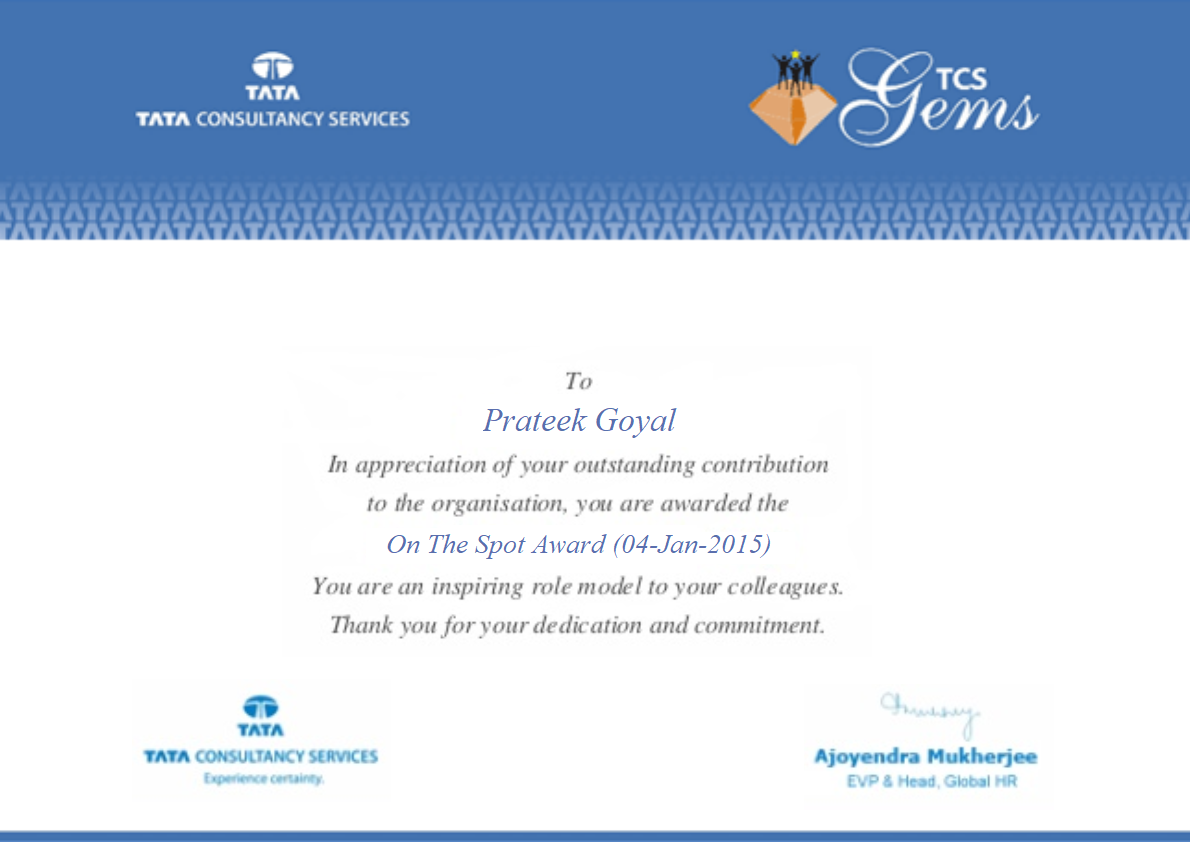 TATA
TATA CONSULTANCY SERVICES
TCS
Gems
To
Prateek Goyal
In appreciation of your outstanding contribution
to the organisation, you are awarded the
On The Spot Award (04-Jan-2015)
You are an inspiring role model to your colleagues.
Thank you for your dedication and commitment.
TATA
TATA CONSULTANCY SERVICES
Experience certainty.
Ajoyendra Mukherjee
EVP & Head, Global HR